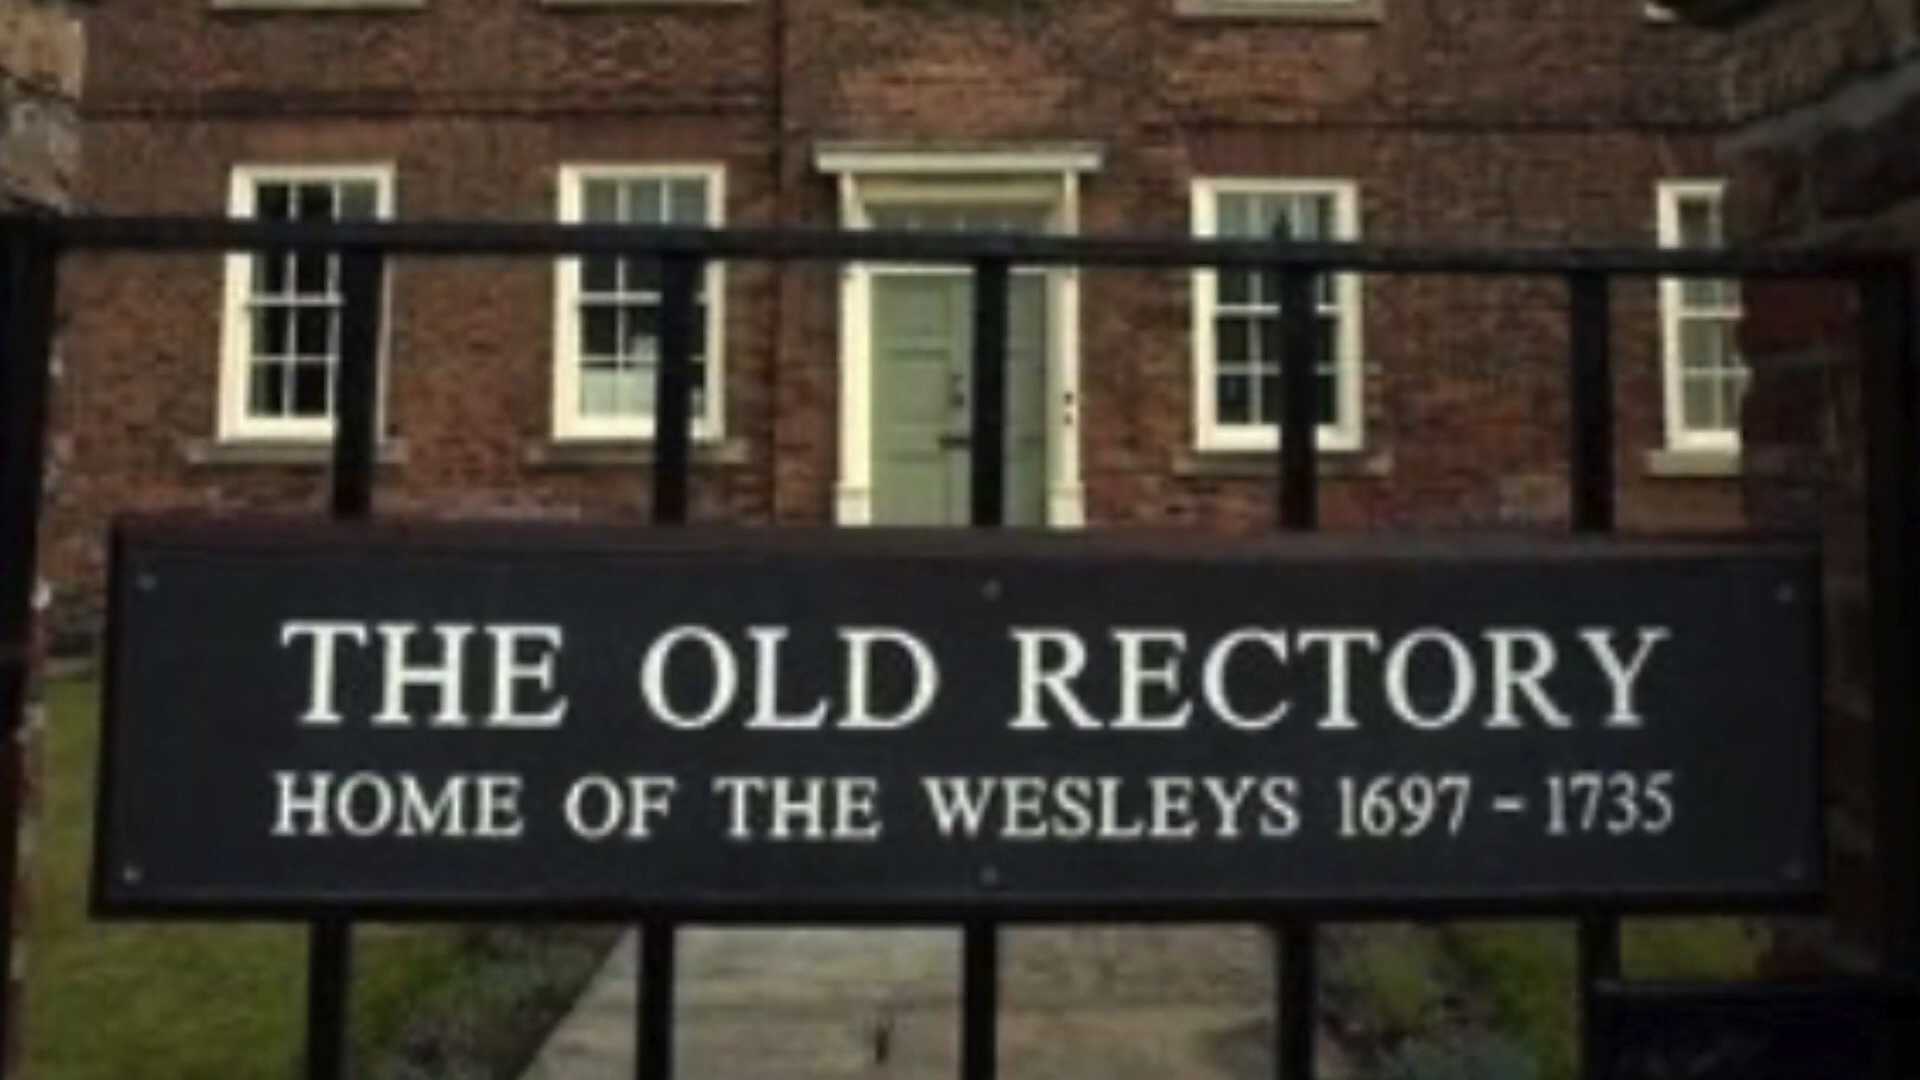 THE OLD RECTORY
HOME OF THE WESLEYS 1697 - 1735